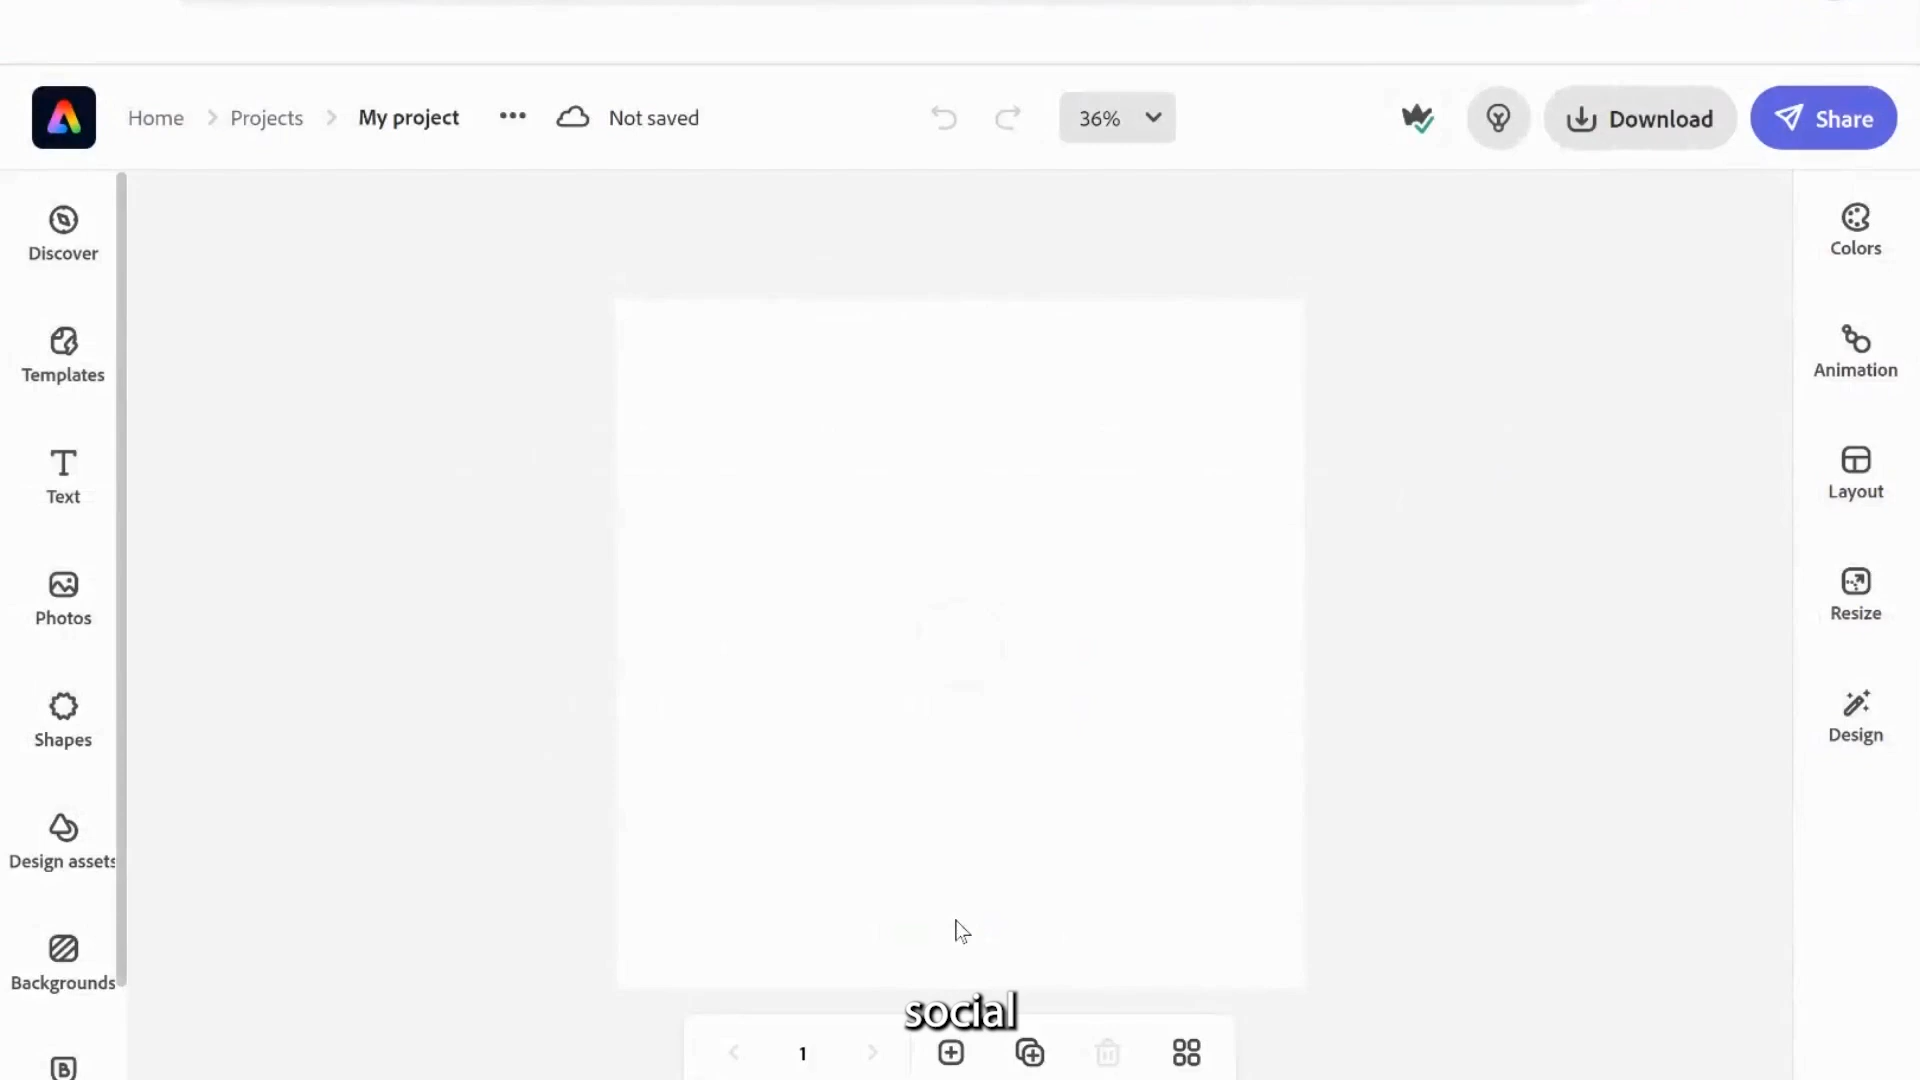 Home Projects My project ••• Not saved 36% Download Share
Discover
Templates
Text
Photos
Shapes
Design assets
Backgrounds
B
Colors
Animation
Layout
Resize
Design
social
1